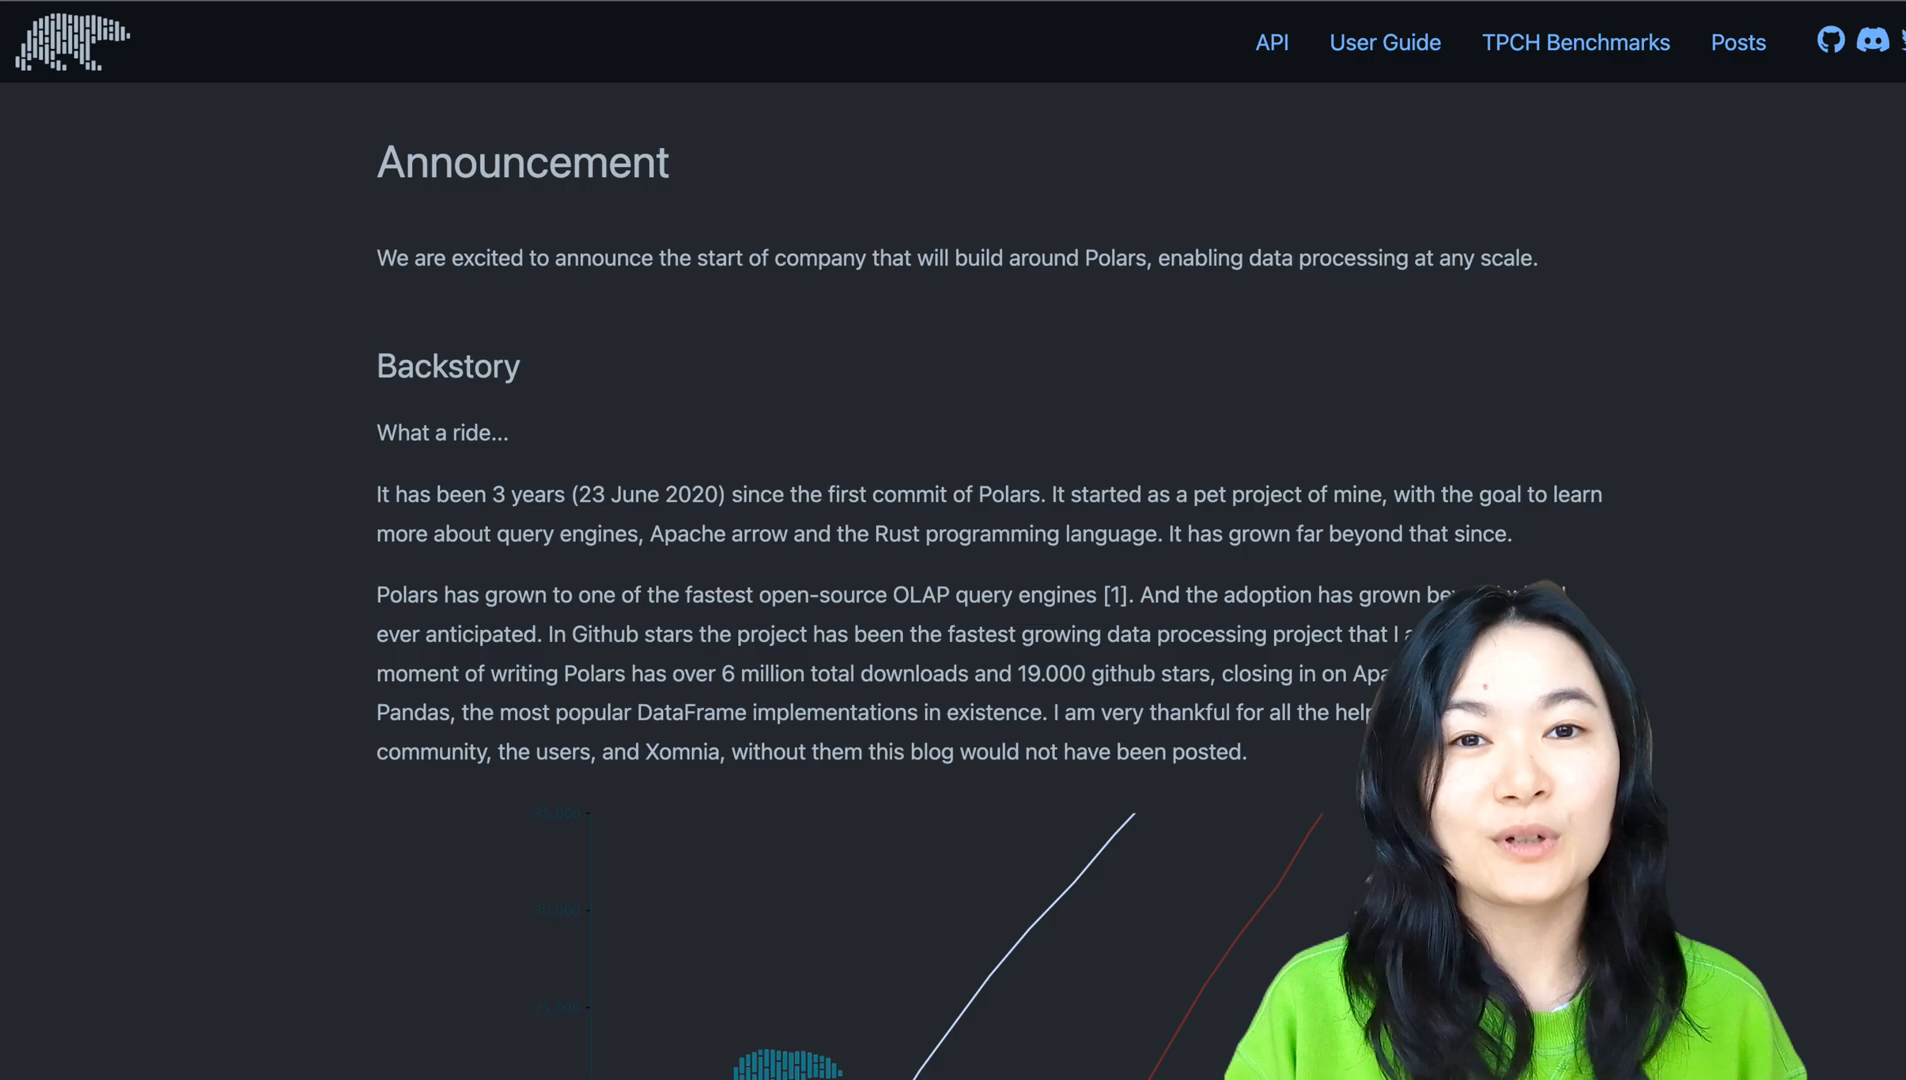 API User Guide TPCH Benchmarks Posts
Announcement
We are excited to announce the start of company that will build around Polars, enabling data processing at any scale.
Backstory
What a ride...
It has been 3 years (23 June 2020) since the first commit of Polars. It started as a pet project of mine, with the goal to learn
more about query engines, Apache arrow and the Rust programming language. It has grown far beyond that since.
Polars has grown to one of the fastest open-source OLAP query engines [1]. And the adoption has grown
ever anticipated. In Github stars the project has been the fastest growing data processing project that I
moment of writing Polars has over 6 million total downloads and 19.000 github stars, closing in on
Pandas, the most popular DataFrame implementations in existence. I am very thankful for all the help
community, the users, and Xomnia, without them this blog would not have been posted.
30,000